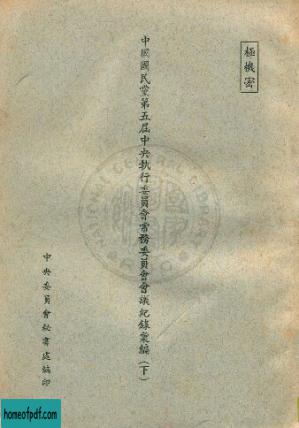 極機密
中國國民黨第五屆中央執行委員會常務委員會會議紀錄彙編(下)
中央委員會秘書處編印
NATIONAL CENTRAL LIBRARY
homeofpdf.com